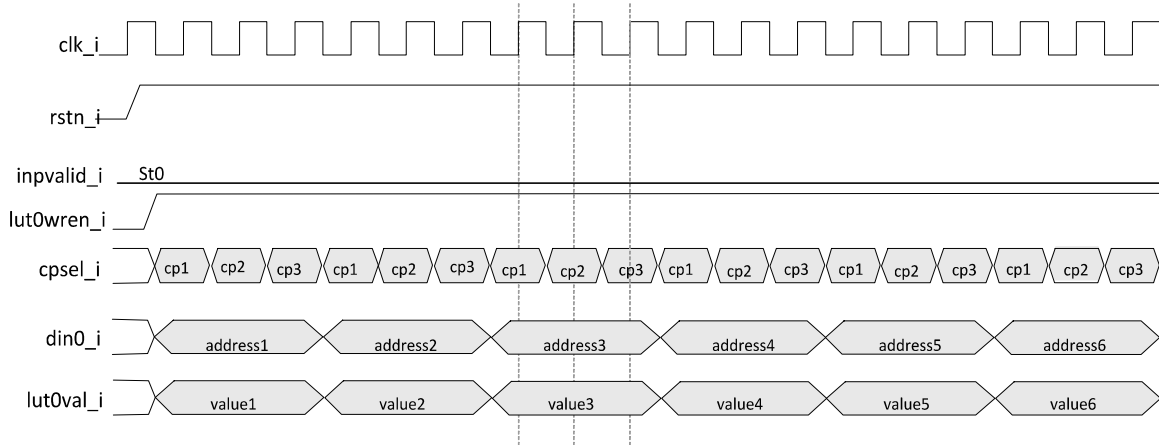 clk_i
rstn_i
inpvalid_i St0
lut0wren_i
cpsel_i cp1 cp2 cp3 cp1 cp2 cp3 cp1 cp2 cp3 cp1 cp2 cp3 cp1 cp2 cp3 cp1 cp2 cp3
din0_i address1 address2 address3 address4 address5 address6
lut0val_i value1 value2 value3 value4 value5 value6